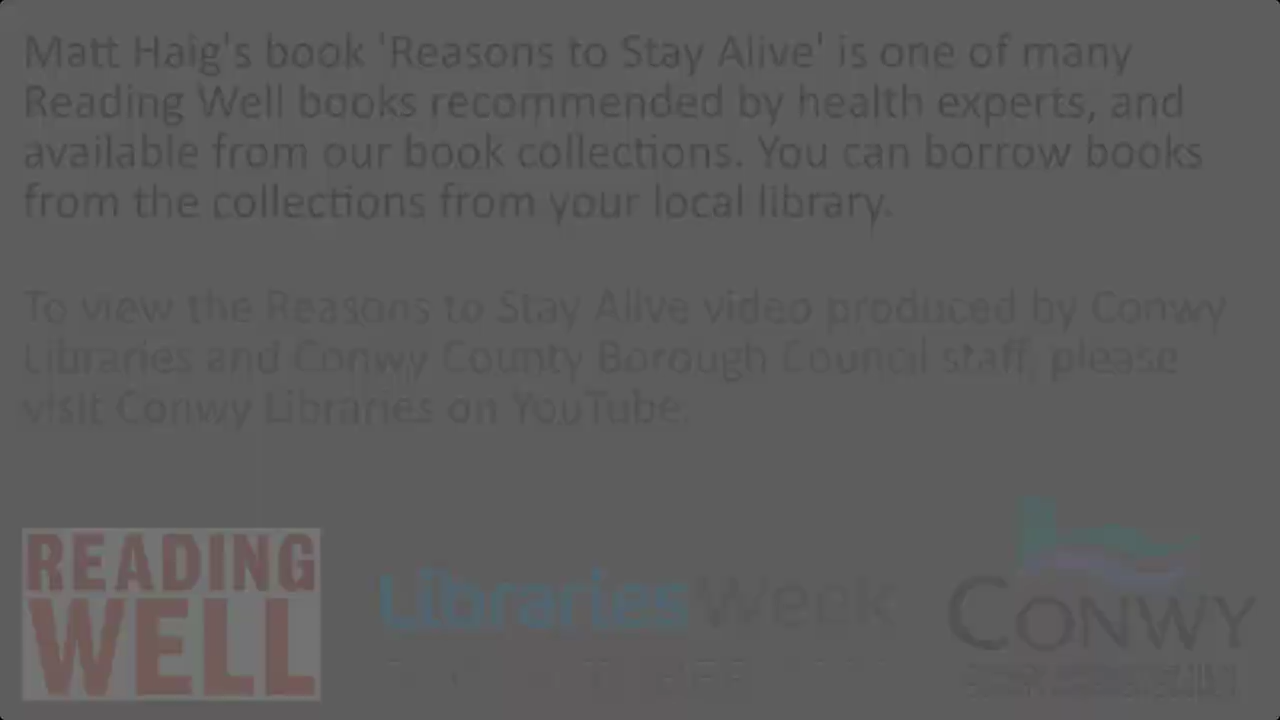 Matt Haig's book 'Reasons to Stay Alive' is one of many
Reading Well books recommended by health experts, and
available from our book collections. You can borrow books
from the collections from your local library.
To view the Reasons to Stay Alive video produced by Conwy
Libraries and Conwy County Borough Council staff, please
visit Conwy Libraries on YouTube.
READING
WELL
LibrariesWeek
CONWY